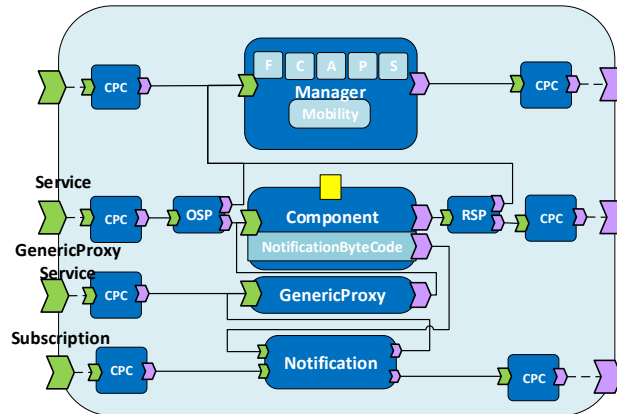 F C A P S
CPC
Manager
CPC
Mobility
Service
CPC
OSP
Component
RSP
CPC
NotificationByteCode
GenericProxy
Service
CPC
GenericProxy
Subscription
CPC
Notification
CPC